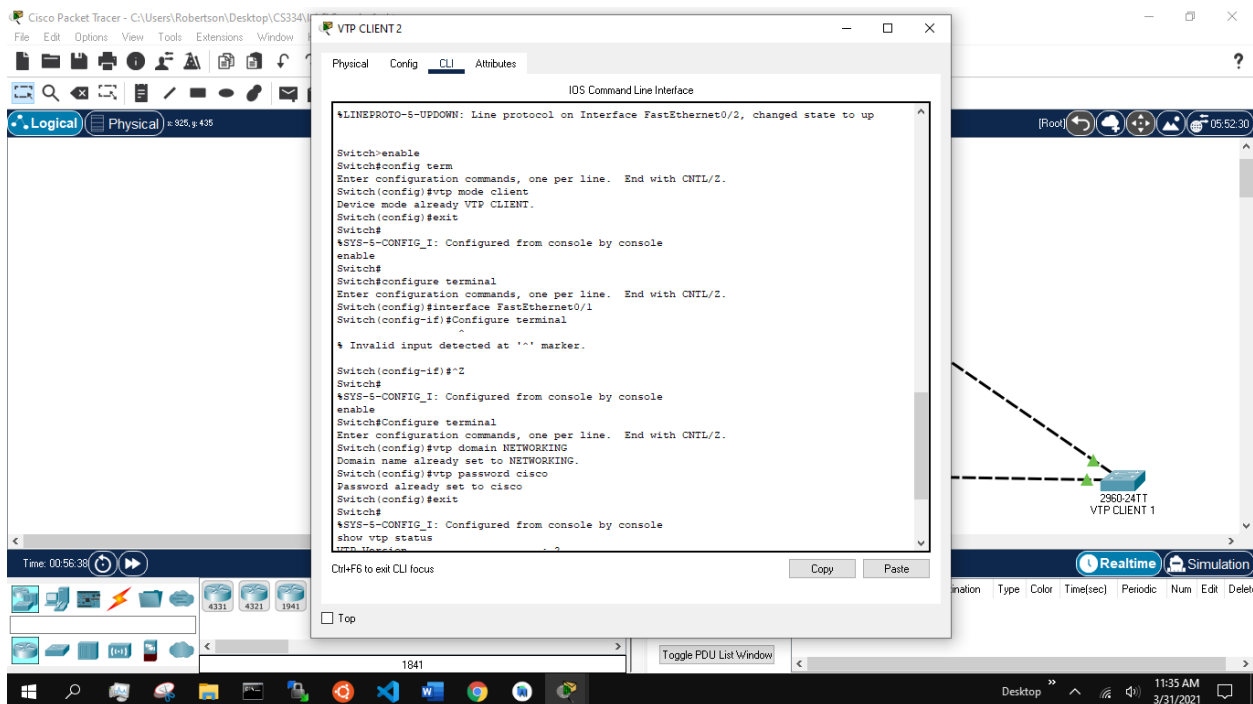 Cisco Packet Tracer - C:\Users\Robertson\Desktop\CS334\
File Edit Options View Tools Extensions Window
Logical Physical x: 925, y: 435
[Root] 05:52:30
VTP CLIENT 2
Physical Config CLI Attributes
IOS Command Line Interface
%LINEPROTO-5-UPDOWN: Line protocol on Interface FastEthernet0/2, changed state to up
Switch>enable
Switch#config term
Enter configuration commands, one per line. End with CNTL/Z.
Switch(config)#vtp mode client
Device mode already VTP CLIENT.
Switch(config)#exit
Switch#
%SYS-5-CONFIG_I: Configured from console by console
enable
Switch#
Switch#configure terminal
Enter configuration commands, one per line. End with CNTL/Z.
Switch(config)#interface FastEthernet0/1
Switch(config-if)#Configure terminal
^
% Invalid input detected at '^' marker.
Switch(config-if)#^Z
Switch#
%SYS-5-CONFIG_I: Configured from console by console
enable
Switch#Configure terminal
Enter configuration commands, one per line. End with CNTL/Z.
Switch(config)#vtp domain NETWORKING
Domain name already set to NETWORKING.
Switch(config)#vtp password cisco
Password already set to cisco
Switch(config)#exit
Switch#
%SYS-5-CONFIG_I: Configured from console by console
show vtp status
VTP Version : 2
Ctrl+F6 to exit CLI focus
Copy Paste
Top
2960-24TT
VTP CLIENT 1
Time: 00:56:38
Realtime Simulation
4331 4321 1941
1841
Toggle PDU List Window
ination Type Color Time(sec) Periodic Num Edit Delet
Desktop
11:35 AM
3/31/2021